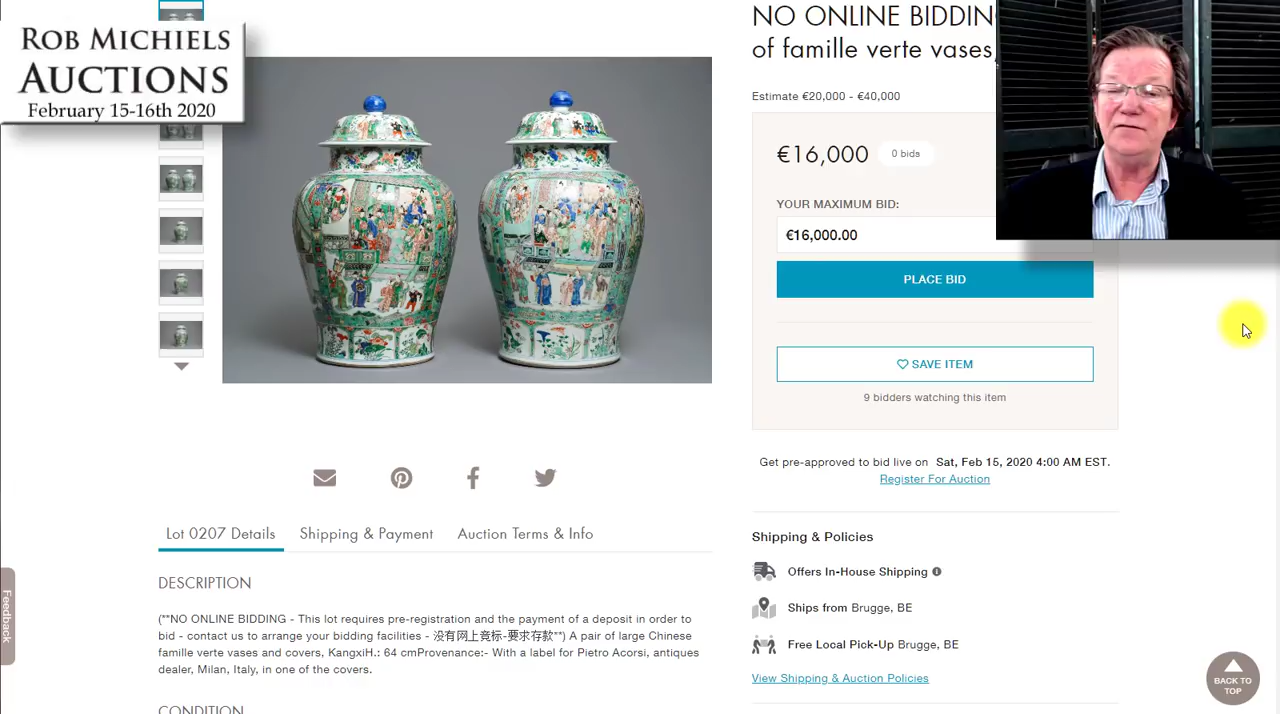 ROB MICHIELS
AUCTIONS
February 15-16th 2020
NO ONLINE BIDDIN
of famille verte vases,
Estimate €20,000 - €40,000
€16,000 0 bids
YOUR MAXIMUM BID:
€16,000.00
PLACE BID
SAVE ITEM
9 bidders watching this item
Get pre-approved to bid live on Sat, Feb 15, 2020 4:00 AM EST.
Register For Auction
Lot 0207 Details Shipping & Payment Auction Terms & Info
DESCRIPTION
(**NO ONLINE BIDDING - This lot requires pre-registration and the payment of a deposit in order to
bid - contact us to arrange your bidding facilities - 没有网上竞标-要求存款**) A pair of large Chinese
famille verte vases and covers, KangxiH.: 64 cmProvenance:- With a label for Pietro Acorsi, antiques
dealer, Milan, Italy, in one of the covers.
CONDITION
Shipping & Policies
Offers In-House Shipping
Ships from Brugge, BE
Free Local Pick-Up Brugge, BE
View Shipping & Auction Policies
Feedback
BACK TO
TOP